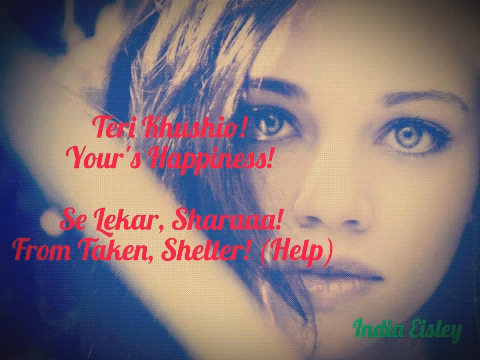 Teri Khushio!
Your's Happiness!
Se Lekar, Sharaaa!
From Taken, Shelter! (Help)
India Eisley